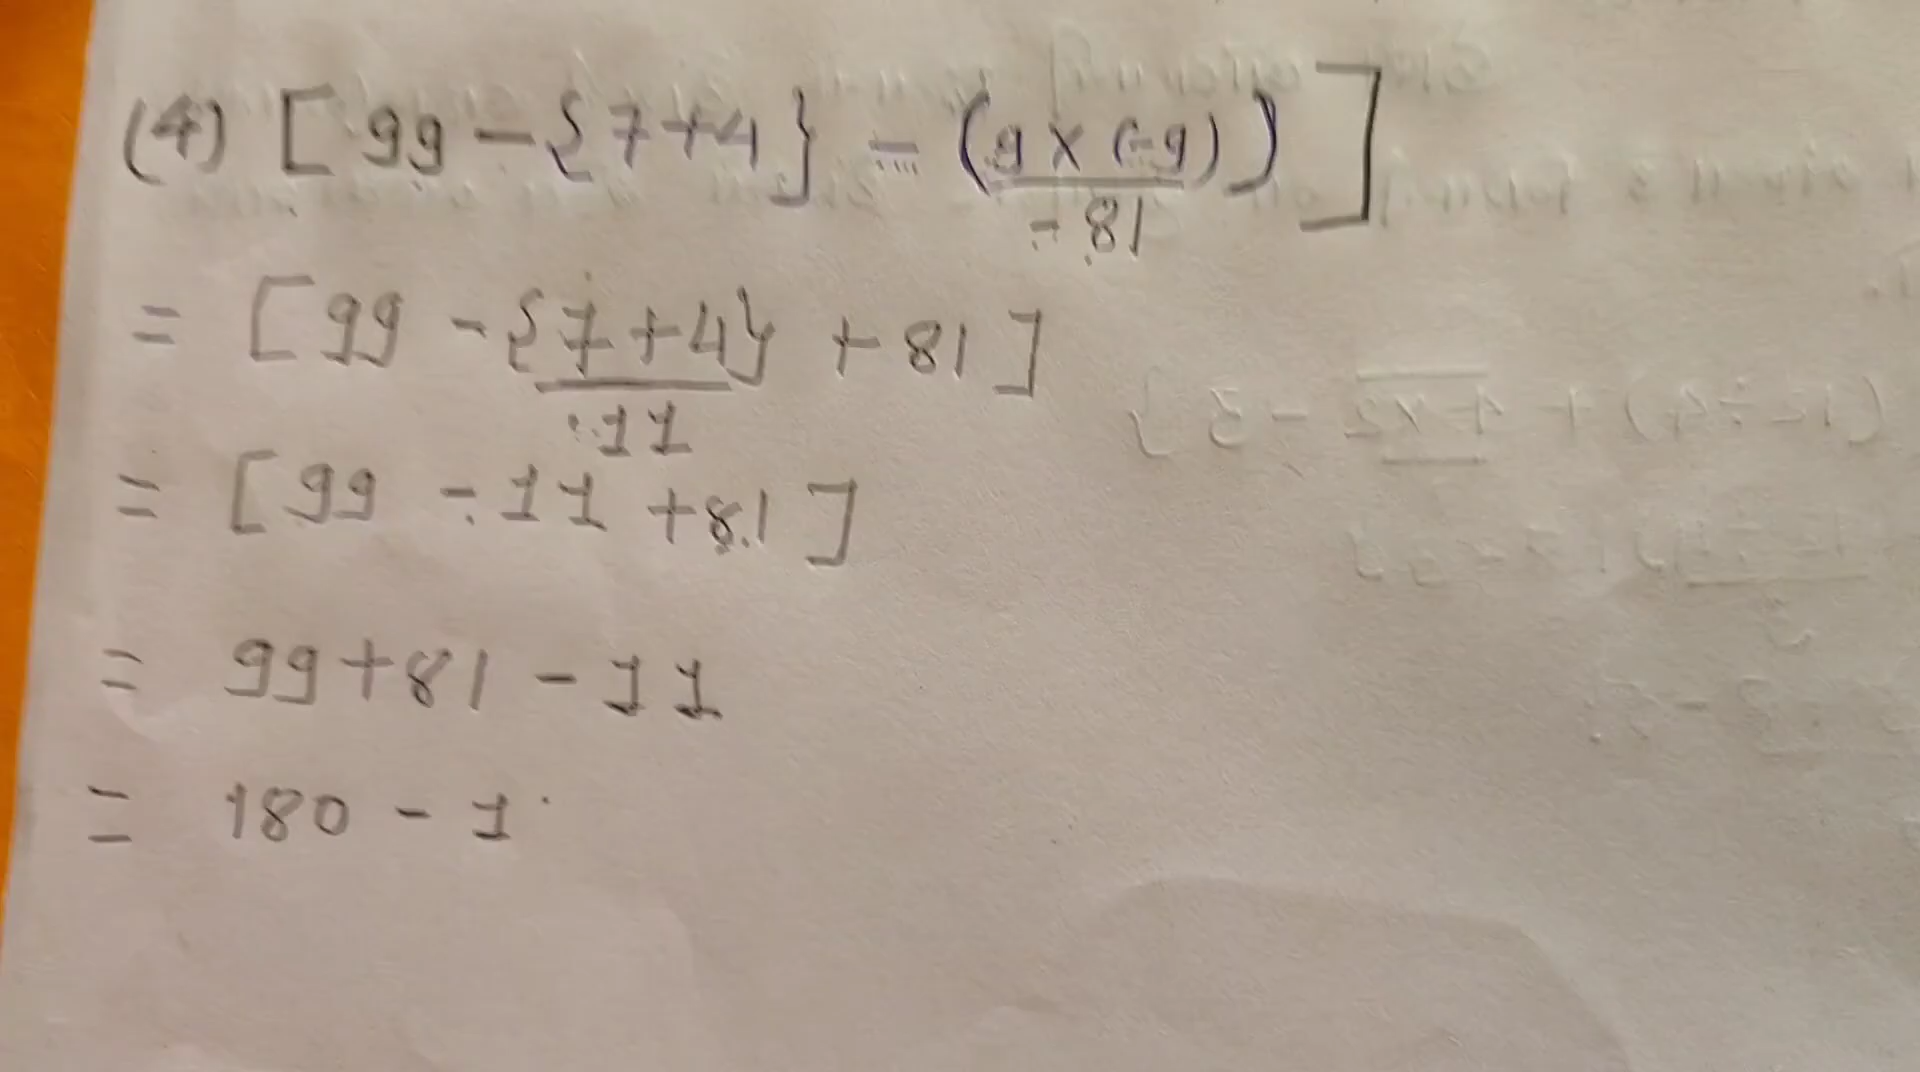 (4) [ 99 - {7+4} - (9 x (-9) ) ]
- 81
= [ 99 - {7+4} + 81 ]
11
= [ 99 - 11 + 81 ]
= 99 + 81 - 11
= 180 - 1